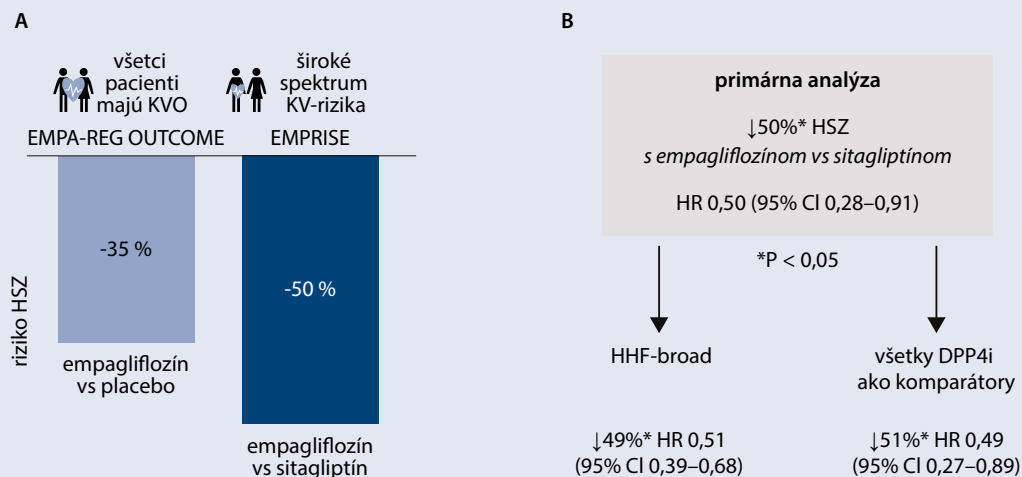 A
všetci
pacienti
majú KVO
široké
spektrum
KV-rizika
EMPA-REG OUTCOME
EMPRISE
riziko HSZ
-35 %
-50 %
empagliflozín
vs placebo
empagliflozín
vs sitagliptín
B
primárna analýza
↓50%* HSZ
s empagliflozínom vs sitagliptínom
HR 0,50 (95% Cl 0,28–0,91)
*P < 0,05
HHF-broad
všetky DPP4i
ako komparátory
↓49%* HR 0,51
(95% Cl 0,39–0,68)
↓51%* HR 0,49
(95% Cl 0,27–0,89)